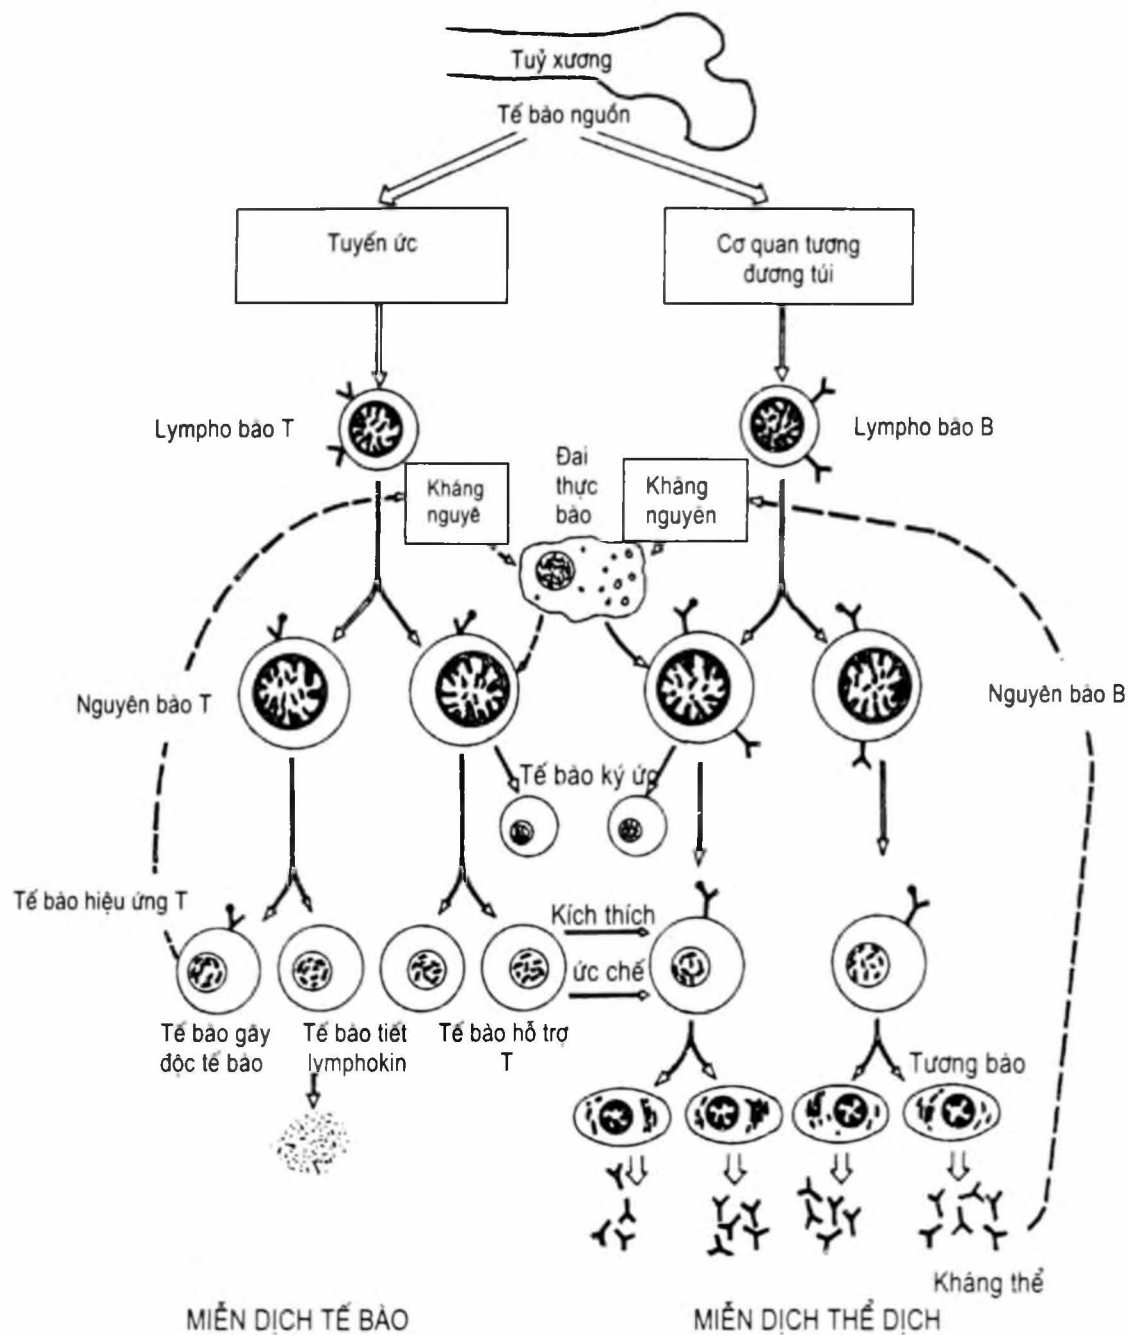 Tuỷ xương
Tế bào nguồn
Tuyến ức
Cơ quan tương
đương túi
Lympho bào T
Lympho bào B
Đai
thực
bào
Kháng
nguyê
Kháng
nguyên
Nguyên bào T
Nguyên bào B
Tế bào ký ức
Tế bào hiệu ứng T
Kích thích
ức chế
Tế bào gây
độc tế bào
Tế bào tiết
lymphokin
Tế bào hỗ trợ
T
Tương bào
Kháng thể
MIỄN DỊCH TẾ BÀO
MIỄN DỊCH THỂ DỊCH